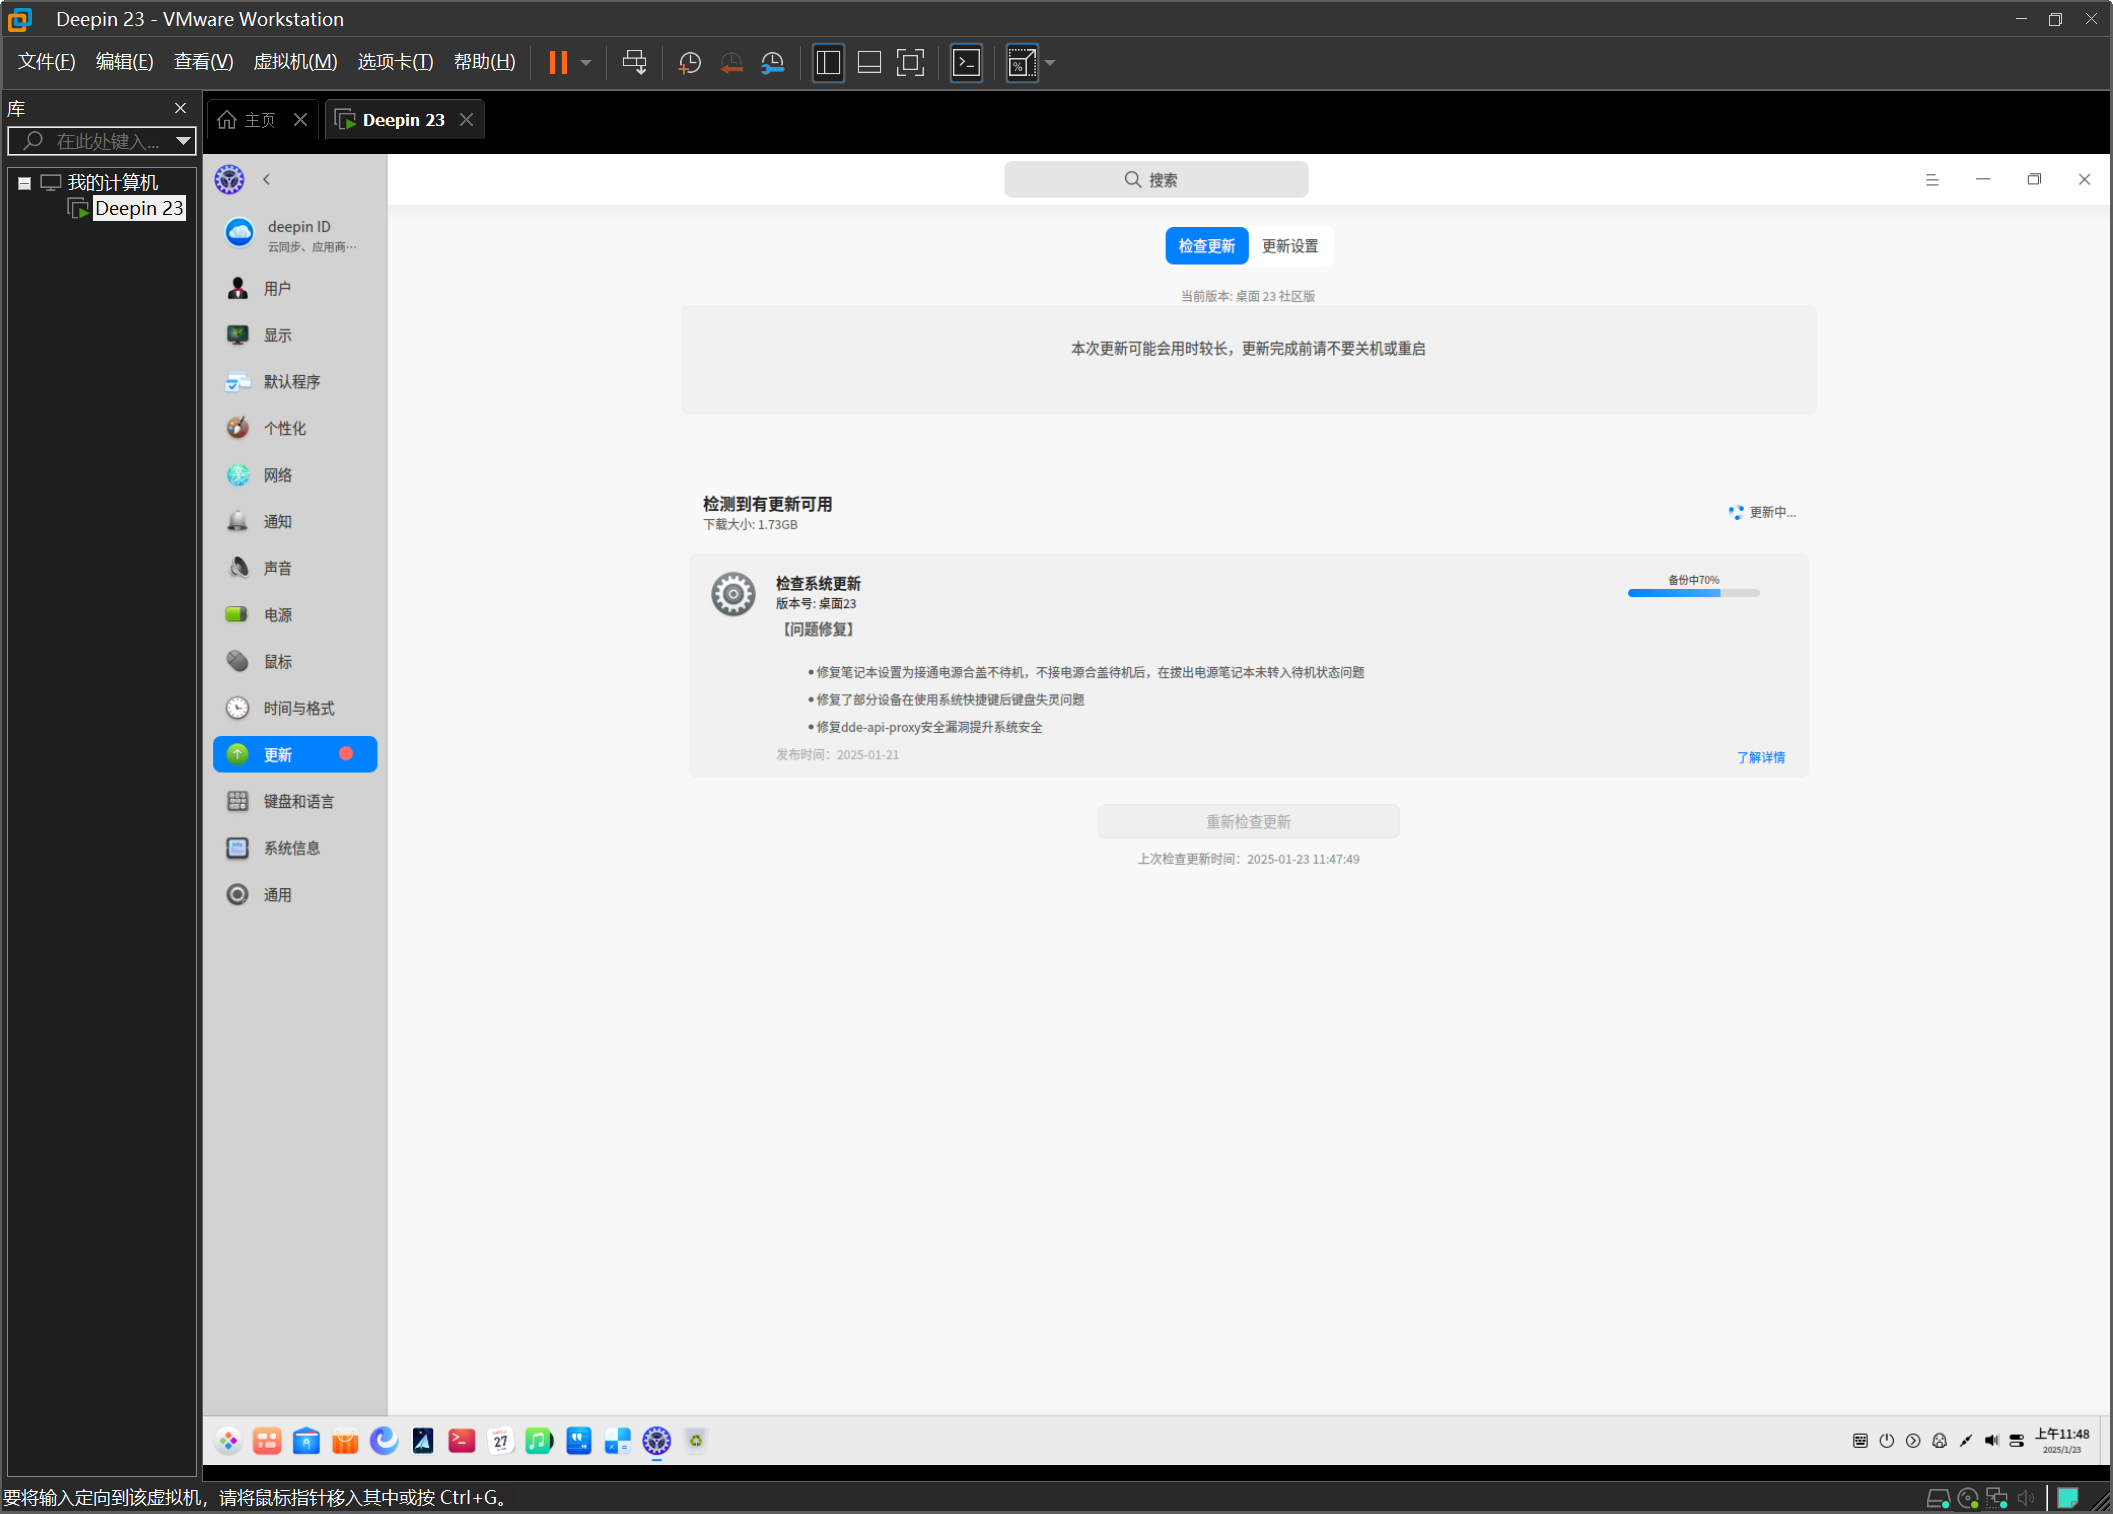 Deepin 23 - VMware Workstation
文件(F) 编辑(E) 查看(V) 虚拟机(M) 选项卡(T) 帮助(H)
库
在此处键入...
我的计算机
Deepin 23
主页
Deepin 23
搜索
deepin ID
云同步、应用商…
用户
显示
默认程序
个性化
网络
通知
声音
电源
鼠标
时间与格式
更新
键盘和语言
系统信息
通用
检查更新 更新设置
当前版本: 桌面 23 社区版
本次更新可能会用时较长，更新完成前请不要关机或重启
检测到有更新可用
下载大小: 1.73GB
更新中...
检查系统更新
版本号: 桌面23
备份中70%
【问题修复】
•修复笔记本设置为接通电源合盖不待机，不接电源合盖待机后，在拔出电源笔记本未转入待机状态问题
•修复了部分设备在使用系统快捷键后键盘失灵问题
•修复dde-api-proxy安全漏洞提升系统安全
发布时间：2025-01-21
了解详情
重新检查更新
上次检查更新时间：2025-01-23 11:47:49
27
上午11:48
2025/1/23
要将输入定向到该虚拟机，请将鼠标指针移入其中或按 Ctrl+G。